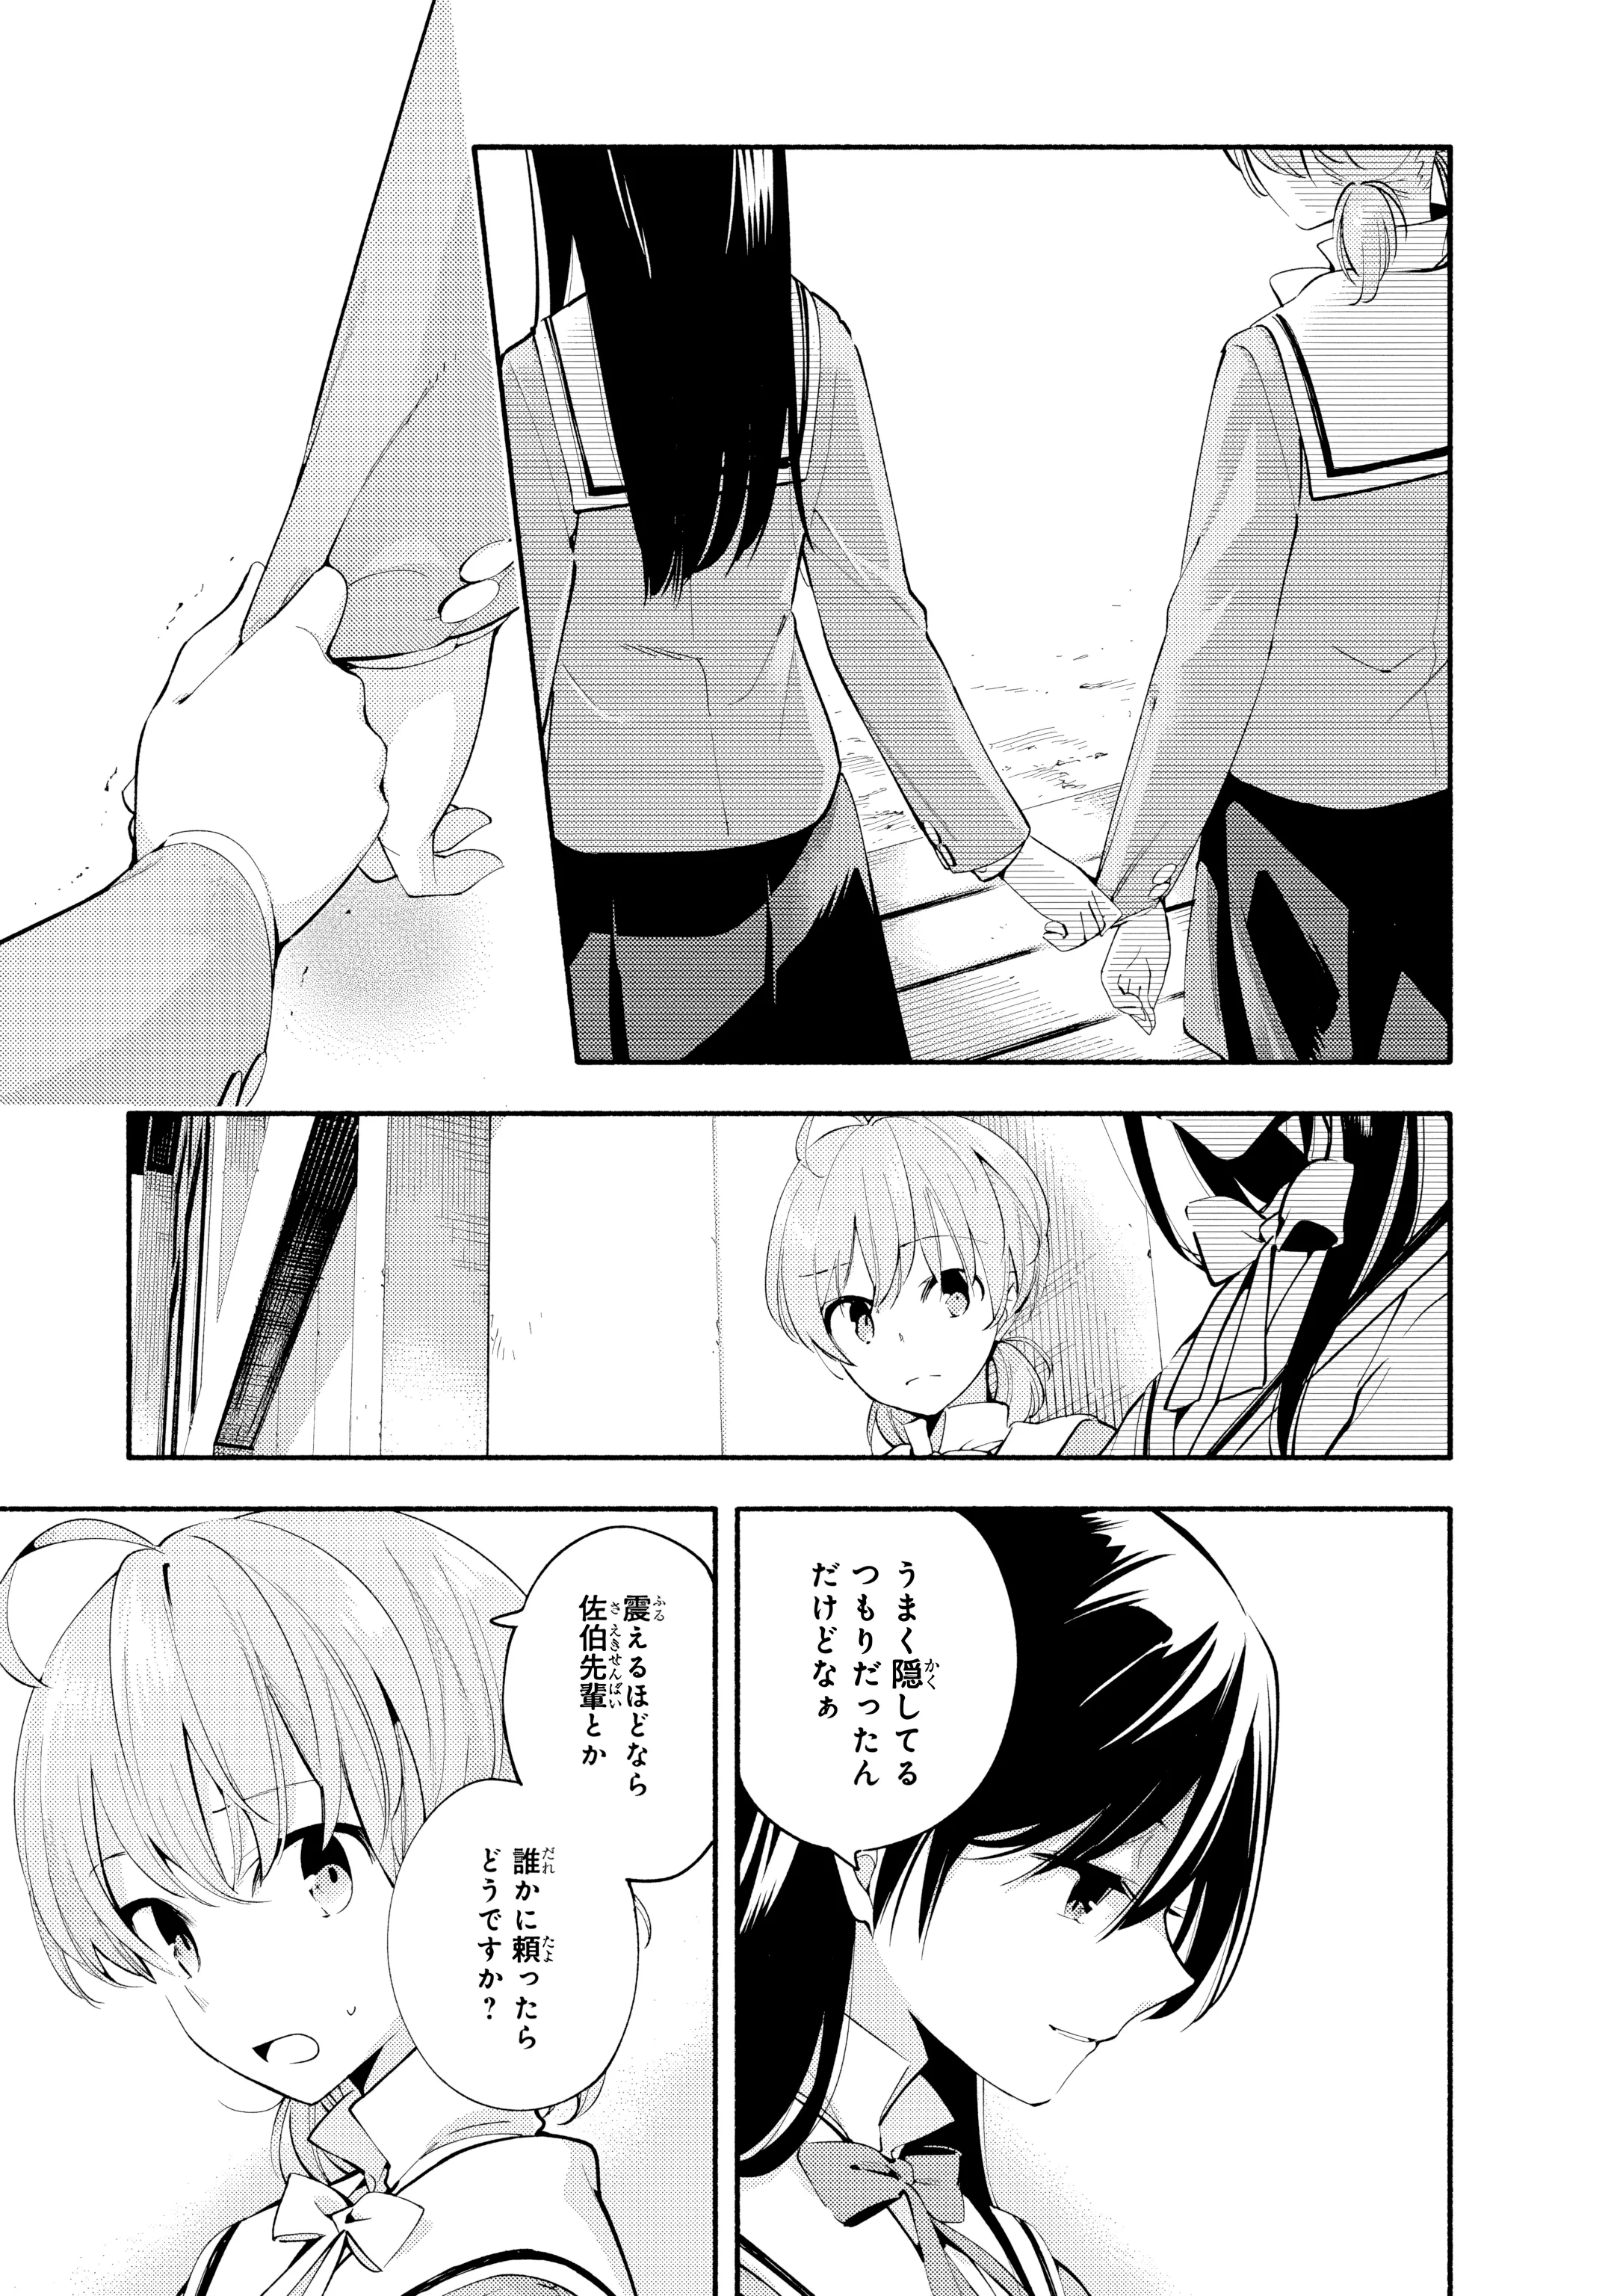 うまく隠してる
つもりだったん
だけどなぁ
震えるほどなら
佐伯先輩とか
誰かに頼ったら
どうですか?